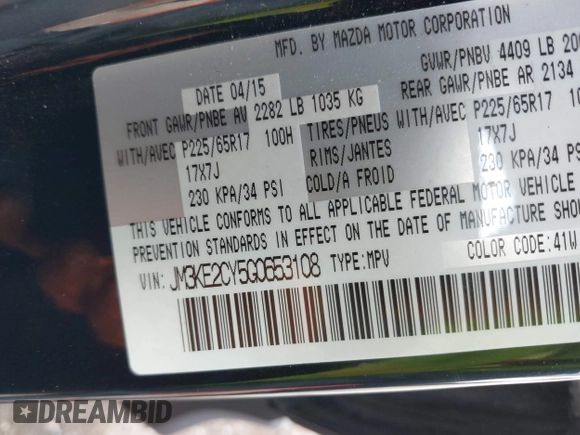 MFD. BY MAZDA MOTOR CORPORATION
DATE 04/15
GVWR/PNBV 4409 LB 200
FRONT GAWR/PNBE AV 2282 LB 1035 KG
REAR GAWR/PNBE AR 2134
WITH/AVEC P225/65R17 100H TIRES/PNEUS WITH/AVEC P225/65R17 10
17X7J RIMS/JANTES 17X7J
230 KPA/34 PSI COLD/A FROID 230 KPA/34 PSI
THIS VEHICLE CONFORMS TO ALL APPLICABLE FEDERAL MOTOR VEHICLE
PREVENTION STANDARDS IN EFFECT ON THE DATE OF MANUFACTURE SHOW
VIN: JM3KE2CY5G0653108 TYPE:MPV COLOR CODE:41W
DREAMBID